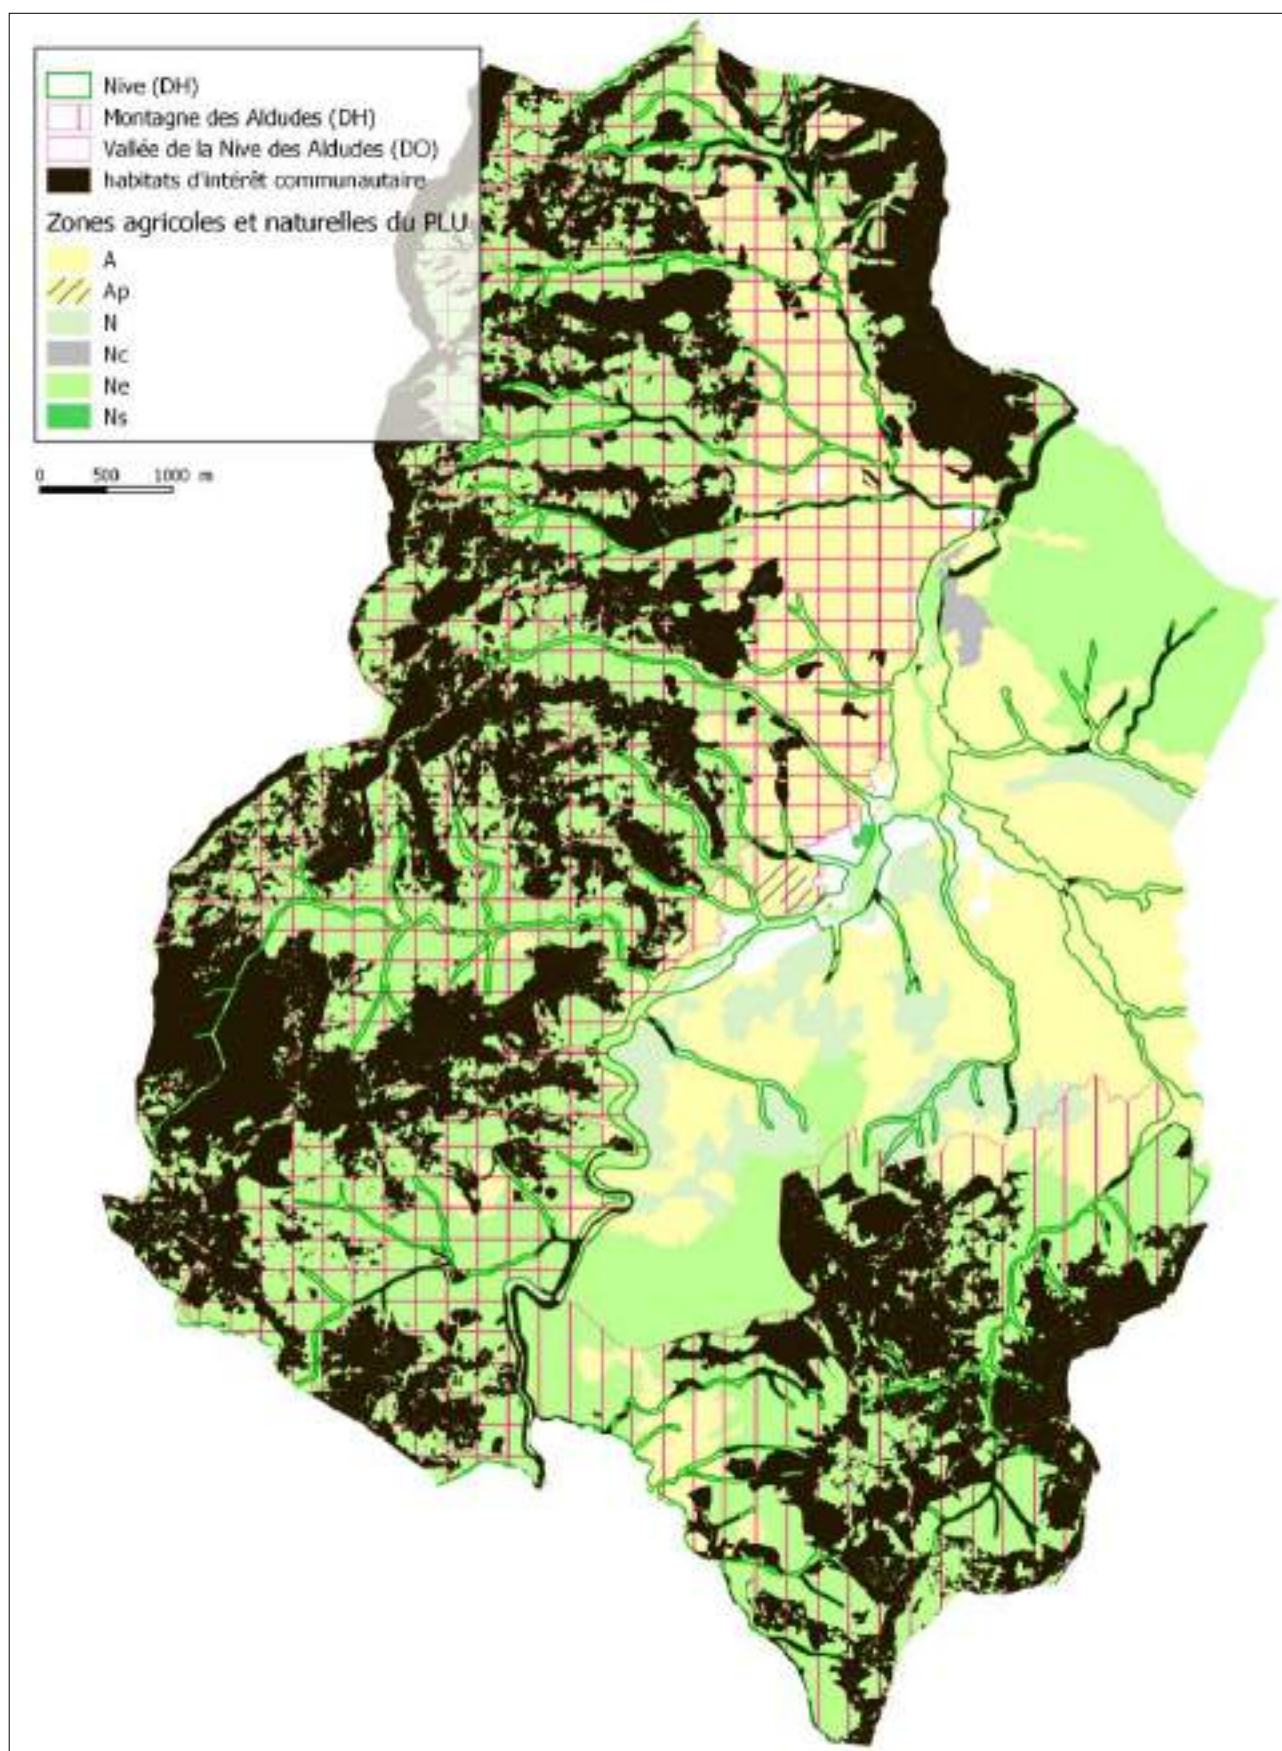 Nive (DH)
Montagne des Aldudes (DH)
Vallée de la Nive des Aldudes (DO)
habitats d'intérêt communautaire
Zones agricoles et naturelles du PLU
A
Ap
N
Nc
Ne
Ns
0 500 1000 m